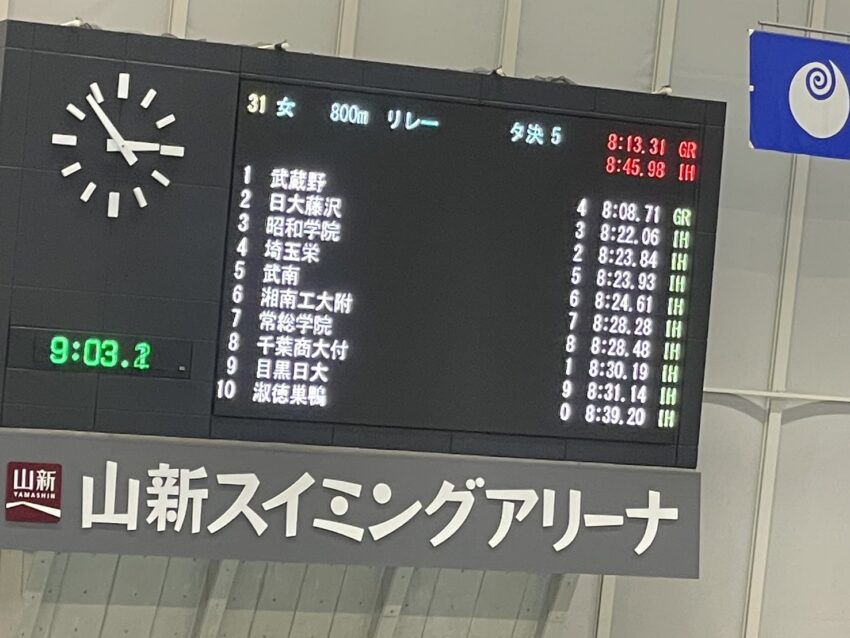 31 女 800m リレー タ決 5 8:13.31 GR
8:45.98 IH
1 武蔵野 4 8:08.71 GR
2 日大藤沢 3 8:22.06 IH
3 昭和学院 2 8:23.84 IH
4 埼玉栄 5 8:23.93 IH
5 武南 6 8:24.61 IH
6 湘南工大附 7 8:28.28 IH
7 常総学院 8 8:28.48 IH
8 千葉商大付 1 8:30.19 IH
9 目黒日大 9 8:31.14 IH
10 淑徳巣鴨 0 8:39.20 IH
9:03.2
山新
YAMASHIN
山新スイミングアリーナ